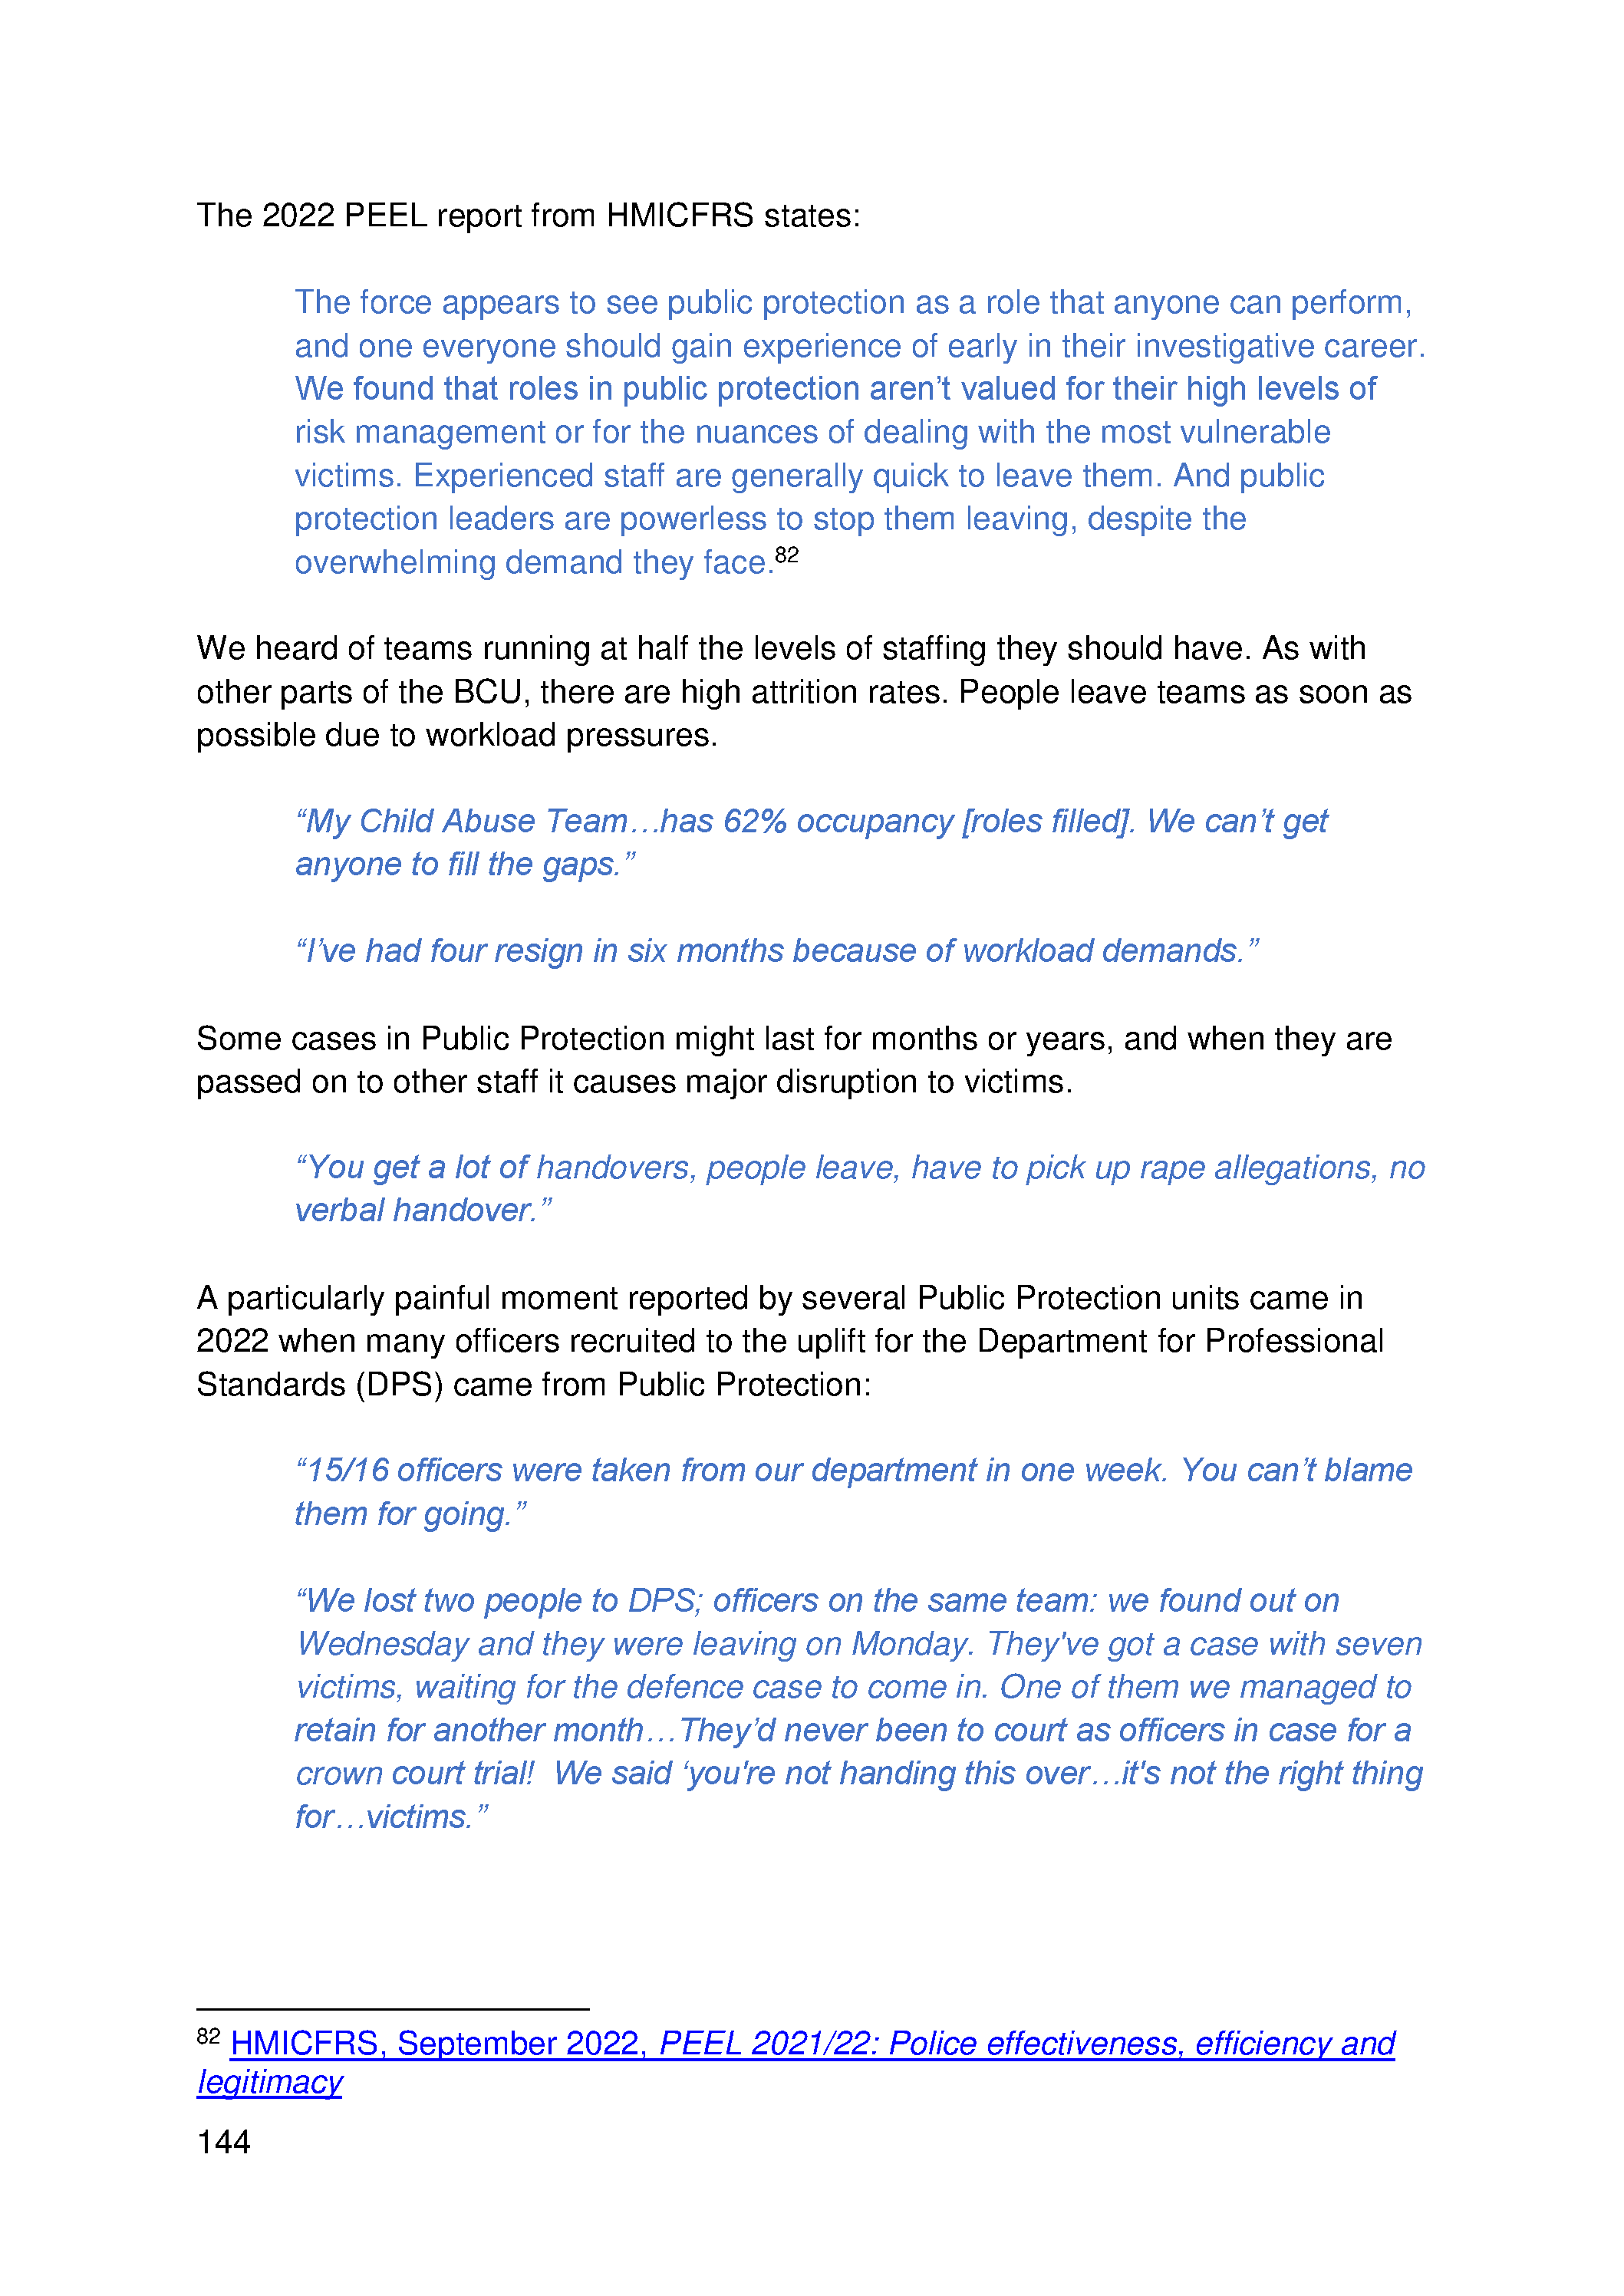 The 2022 PEEL report from HMICFRS states:
The force appears to see public protection as a role that anyone can perform,
and one everyone should gain experience of early in their investigative career.
We found that roles in public protection aren’t valued for their high levels of
risk management or for the nuances of dealing with the most vulnerable
victims. Experienced staff are generally quick to leave them. And public
protection leaders are powerless to stop them leaving, despite the
overwhelming demand they face.82
We heard of teams running at half the levels of staffing they should have. As with
other parts of the BCU, there are high attrition rates. People leave teams as soon as
possible due to workload pressures.
“My Child Abuse Team…has 62% occupancy [roles filled]. We can’t get
anyone to fill the gaps.”
“I’ve had four resign in six months because of workload demands.”
Some cases in Public Protection might last for months or years, and when they are
passed on to other staff it causes major disruption to victims.
“You get a lot of handovers, people leave, have to pick up rape allegations, no
verbal handover.”
A particularly painful moment reported by several Public Protection units came in
2022 when many officers recruited to the uplift for the Department for Professional
Standards (DPS) came from Public Protection:
“15/16 officers were taken from our department in one week. You can’t blame
them for going.”
“We lost two people to DPS; officers on the same team: we found out on
Wednesday and they were leaving on Monday. They've got a case with seven
victims, waiting for the defence case to come in. One of them we managed to
retain for another month…They’d never been to court as officers in case for a
crown court trial!  We said ‘you're not handing this over…it's not the right thing
for…victims.”
82 HMICFRS, September 2022, PEEL 2021/22: Police effectiveness, efficiency and
legitimacy
144